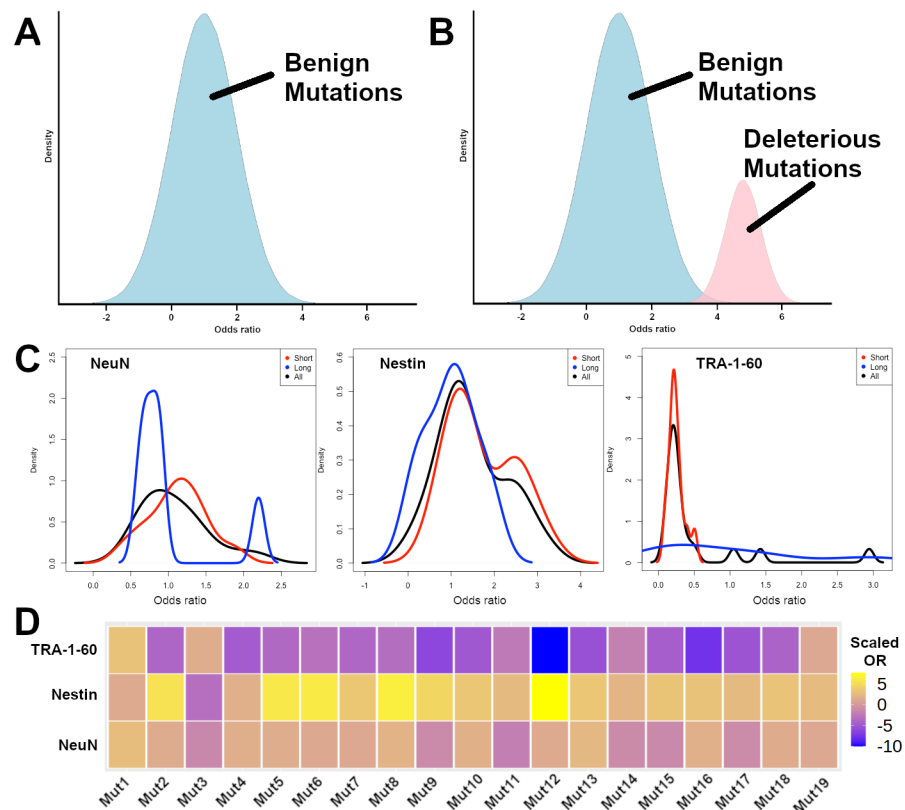 A
Benign
Mutations
Density
0 2 4 6
-2
Odds ratio
B
Benign
Mutations
Deleterious
Mutations
Density
-2 0 2 4 6
Odds ratio
C
NeuN
Short
Long
All
Density
0.0 0.5 1.0 1.5 2.0 2.5
0.0 0.5 1.0 1.5 2.0 2.5
Odds ratio
Nestin
Short
Long
All
Density
0.0 0.1 0.2 0.3 0.4 0.5 0.6
-1 0 1 2 3 4
Odds ratio
TRA-1-60
Short
Long
All
Density
0 1 2 3 4 5
0.0 0.5 1.0 1.5 2.0 2.5 3.0
Odds ratio
D
TRA-1-60
Nestin
NeuN
Mut1 Mut2 Mut3 Mut4 Mut5 Mut6 Mut7 Mut8 Mut9 Mut10 Mut11 Mut12 Mut13 Mut14 Mut15 Mut16 Mut17 Mut18 Mut19
Scaled
OR
5
0
-5
-10